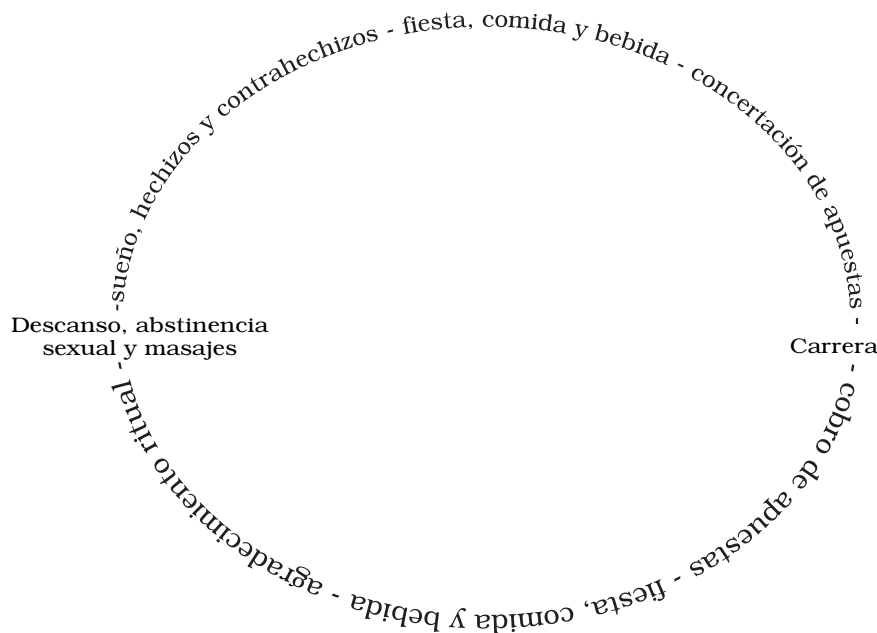 -sueño, hechizos y contrahechizos - fiesta, comida y bebida - concertación de apuestas -
Carrera
- cobro de apuestas - fiesta, comida y bebida - agradecimiento ritual -
Descanso, abstinencia
sexual y masajes